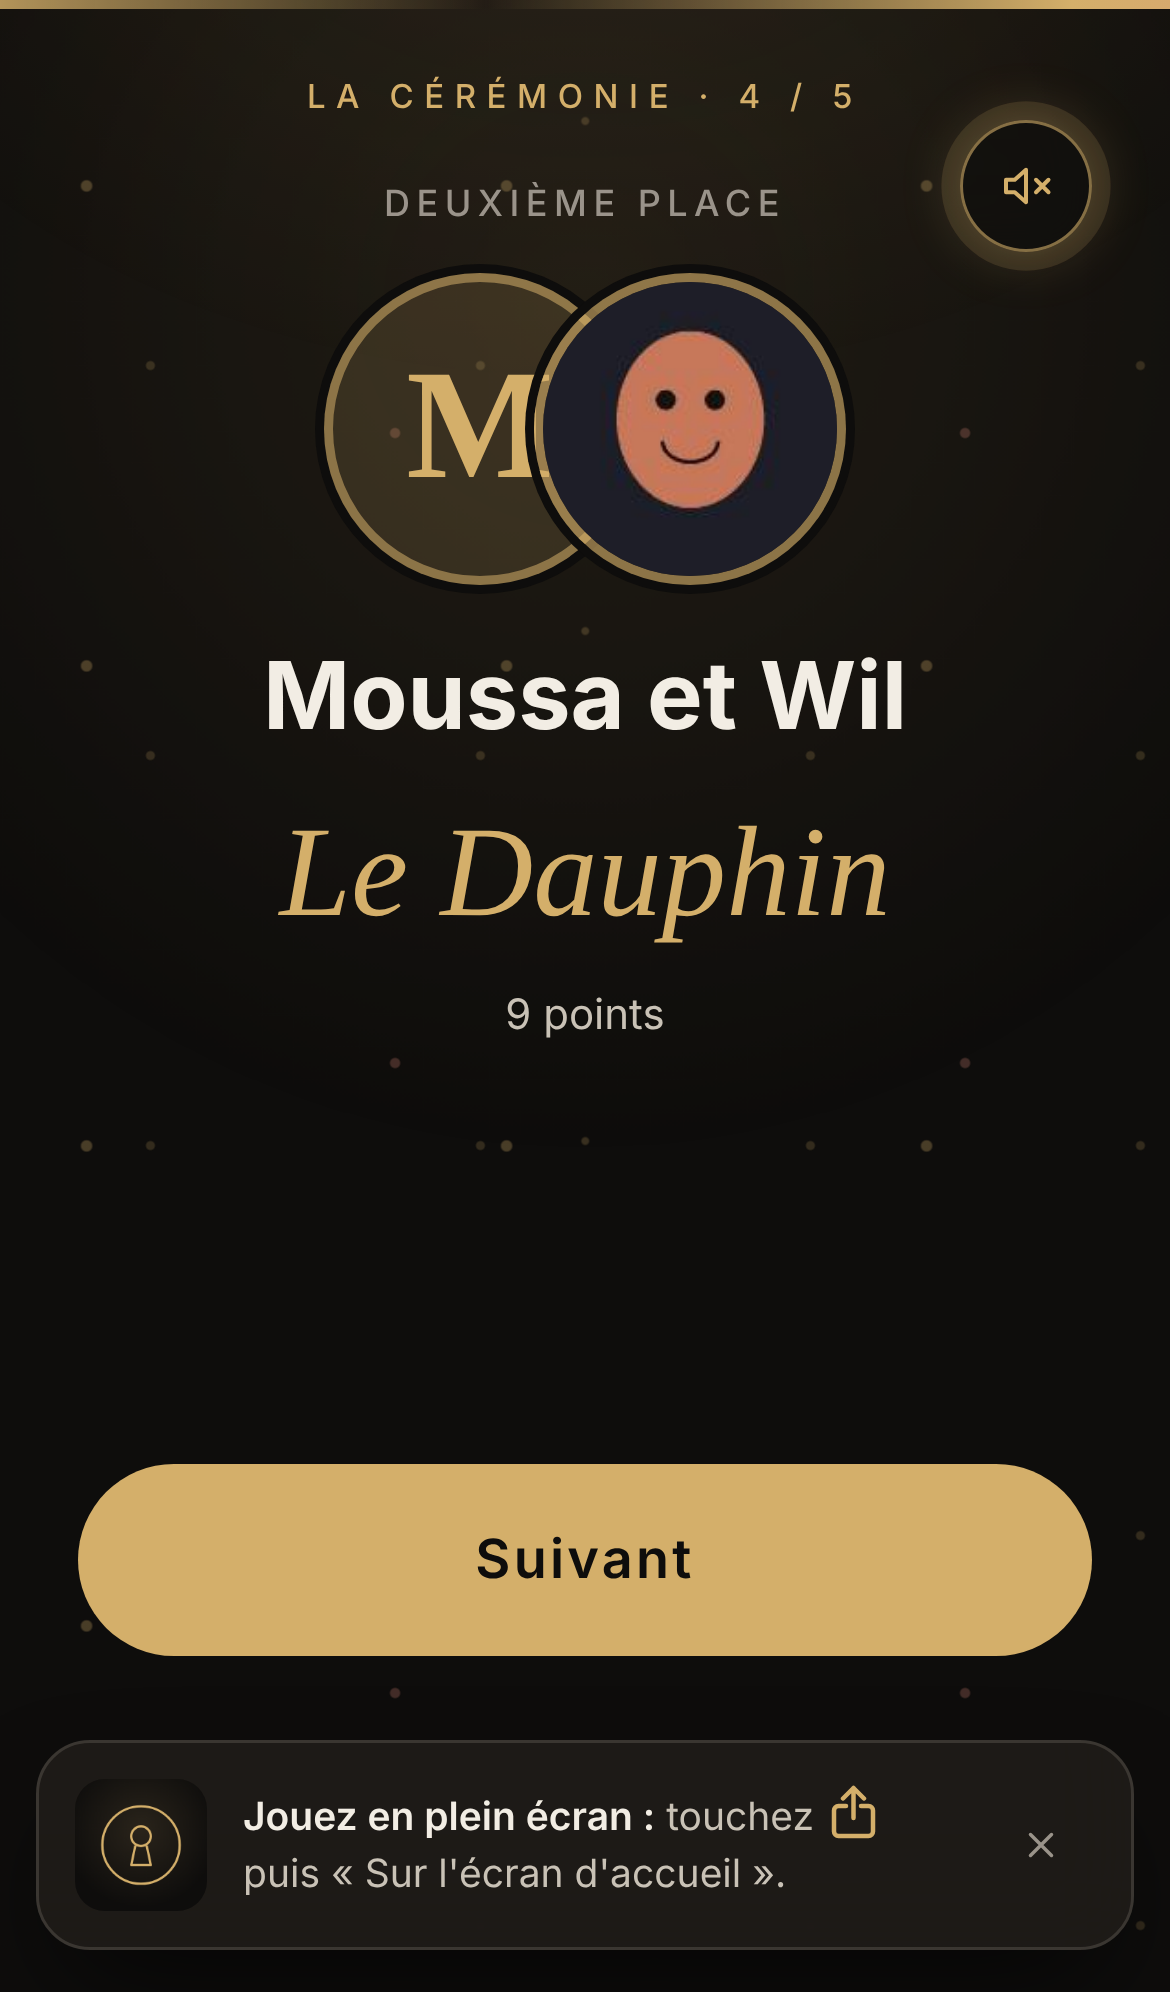 LA CÉRÉMONIE · 4 / 5
DEUXIÈME PLACE
M
Moussa et Wil
Le Dauphin
9 points
Suivant
Jouez en plein écran : touchez
puis « Sur l'écran d'accueil ».